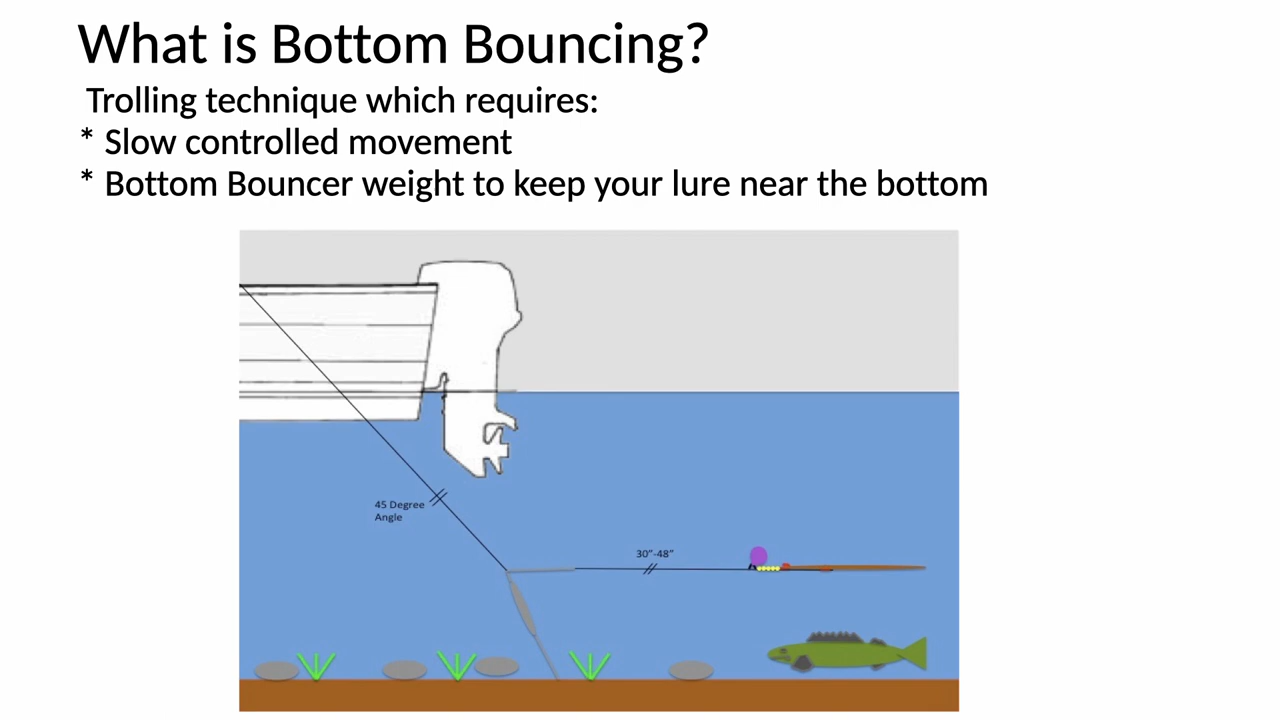 What is Bottom Bouncing?
Trolling technique which requires:
* Slow controlled movement
* Bottom Bouncer weight to keep your lure near the bottom
45 Degree
Angle
30”-48”